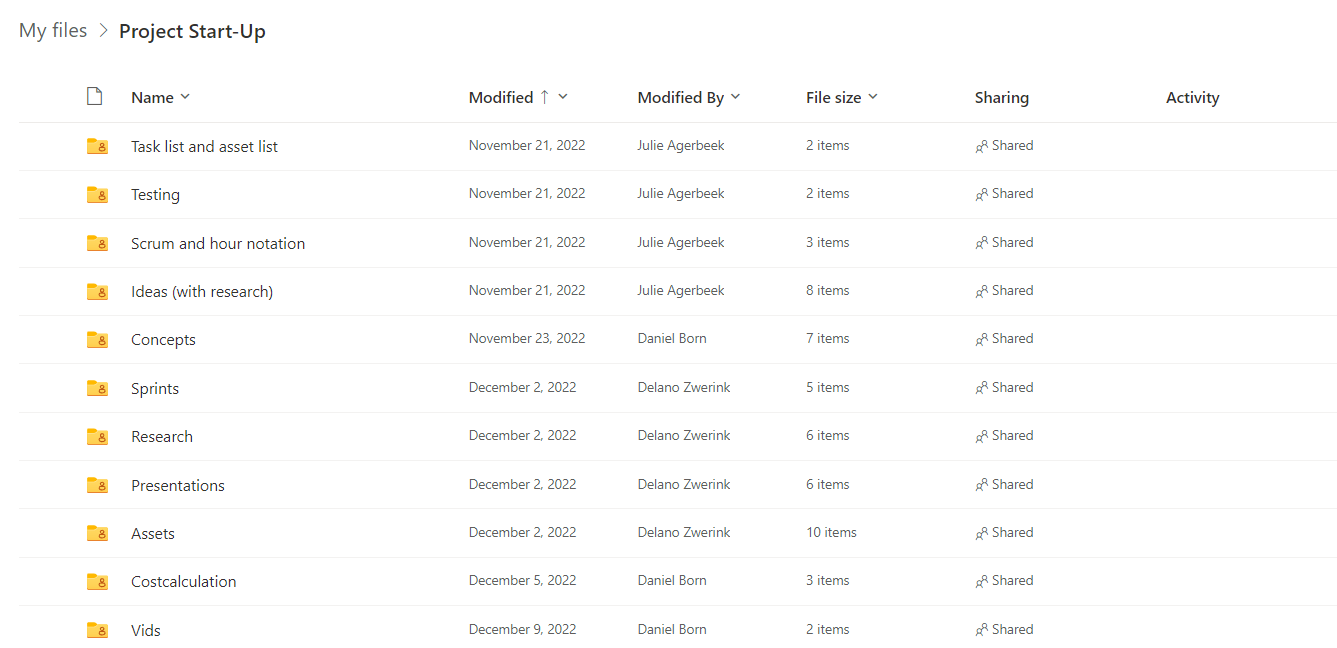 My files > Project Start-Up
Name Modified ↑ Modified By File size Sharing Activity
Task list and asset list November 21, 2022 Julie Agerbeek 2 items Shared
Testing November 21, 2022 Julie Agerbeek 2 items Shared
Scrum and hour notation November 21, 2022 Julie Agerbeek 3 items Shared
Ideas (with research) November 21, 2022 Julie Agerbeek 8 items Shared
Concepts November 23, 2022 Daniel Born 7 items Shared
Sprints December 2, 2022 Delano Zwerink 5 items Shared
Research December 2, 2022 Delano Zwerink 6 items Shared
Presentations December 2, 2022 Delano Zwerink 6 items Shared
Assets December 2, 2022 Delano Zwerink 10 items Shared
Costcalculation December 5, 2022 Daniel Born 3 items Shared
Vids December 9, 2022 Daniel Born 2 items Shared